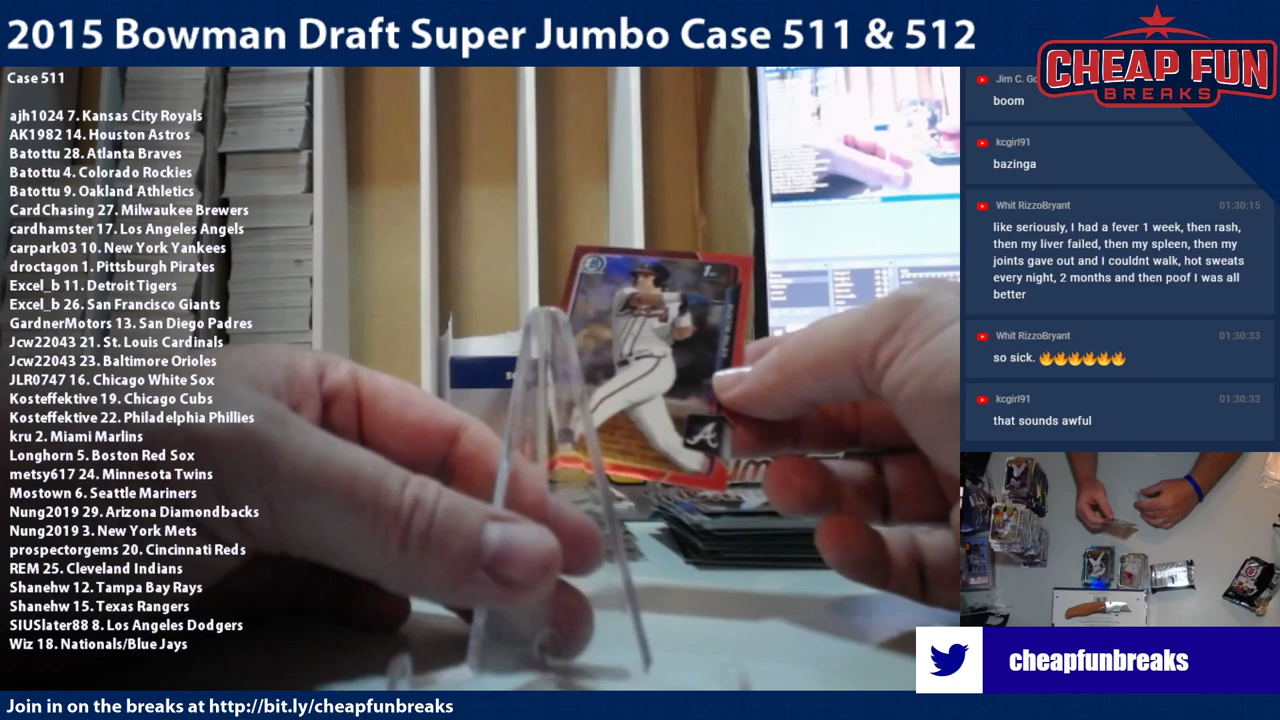 2015 Bowman Draft Super Jumbo Case 511 & 512
CHEAP FUN
BREAKS
Case 511
ajh1024 7. Kansas City Royals
AK1982 14. Houston Astros
Batottu 28. Atlanta Braves
Batottu 4. Colorado Rockies
Batottu 9. Oakland Athletics
CardChasing 27. Milwaukee Brewers
cardhamster 17. Los Angeles Angels
carpark03 10. New York Yankees
droctagon 1. Pittsburgh Pirates
Excel_b 11. Detroit Tigers
Excel_b 26. San Francisco Giants
GardnerMotors 13. San Diego Padres
Jcw22043 21. St. Louis Cardinals
Jcw22043 23. Baltimore Orioles
JLR0747 16. Chicago White Sox
Kosteffektive 19. Chicago Cubs
Kosteffektive 22. Philadelphia Phillies
kru 2. Miami Marlins
Longhorn 5. Boston Red Sox
metsy617 24. Minnesota Twins
Mostown 6. Seattle Mariners
Nung2019 29. Arizona Diamondbacks
Nung2019 3. New York Mets
prospectorgems 20. Cincinnati Reds
REM 25. Cleveland Indians
Shanehw 12. Tampa Bay Rays
Shanehw 15. Texas Rangers
SIUSlater88 8. Los Angeles Dodgers
Wiz 18. Nationals/Blue Jays
1st
A
Jim C.
boom
kcgirl91
bazinga
Whit RizzoBryant 01:30:15
like seriously, I had a fever 1 week, then rash,
then my liver failed, then my spleen, then my
joints gave out and I couldnt walk, hot sweats
every night, 2 months and then poof I was all
better
Whit RizzoBryant 01:30:33
so sick. 🔥🔥🔥🔥🔥🔥
kcgirl91 01:30:33
that sounds awful
cheapfunbreaks
Join in on the breaks at http://bit.ly/cheapfunbreaks